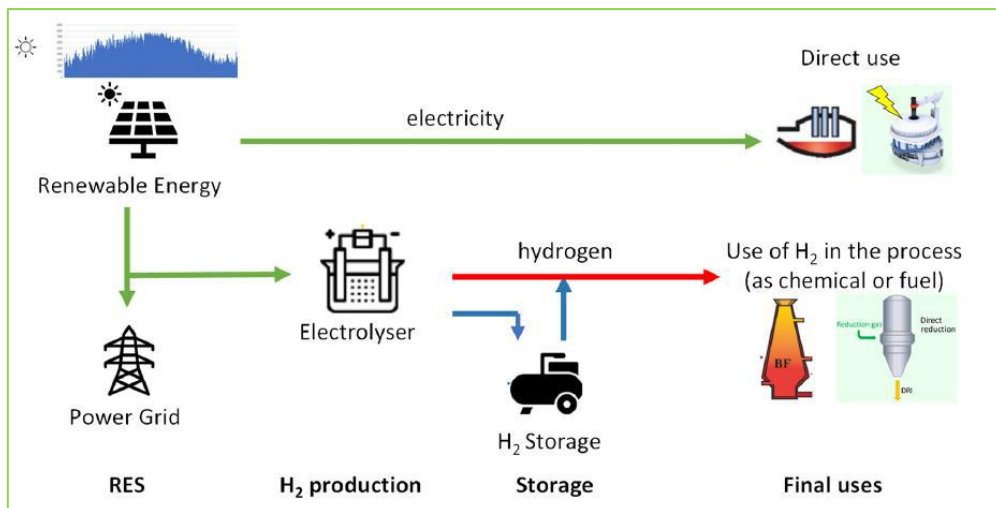 Direct use
electricity
Renewable Energy
hydrogen
Use of H₂ in the process
(as chemical or fuel)
+ -
Electrolyser
Reduction gas
Direct
reduction
BF
DRI
Power Grid
H₂ Storage
RES
H₂ production
Storage
Final uses